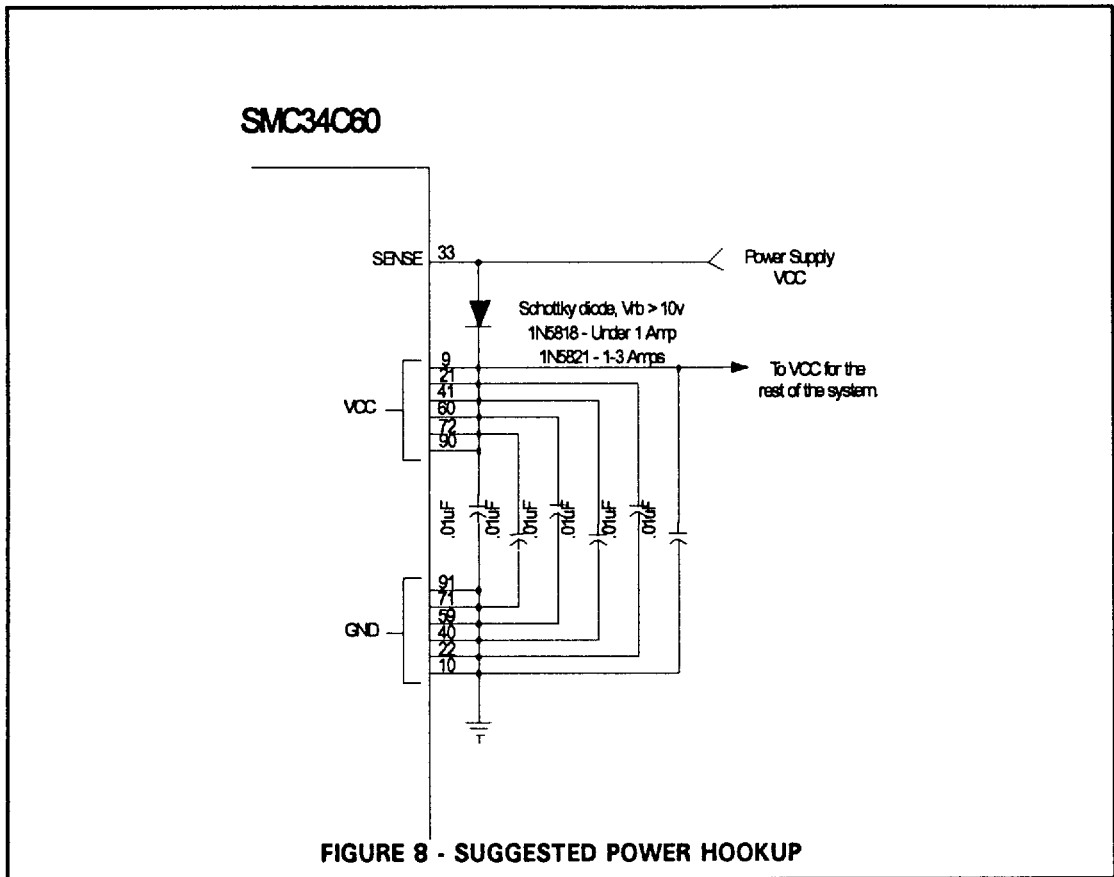 SMC34C60
SENSE 33
Power Supply
VCC
Schottky diode, Vrb > 10v
1N5818 - Under 1 Amp
1N5821 - 1-3 Amps
9
21
41
60
72
90
VCC
To VCC for the
rest of the system.
.01uF
.01uF
.01uF
.01uF
.01uF
.01uF
91
71
59
40
22
10
GND
FIGURE 8 - SUGGESTED POWER HOOKUP